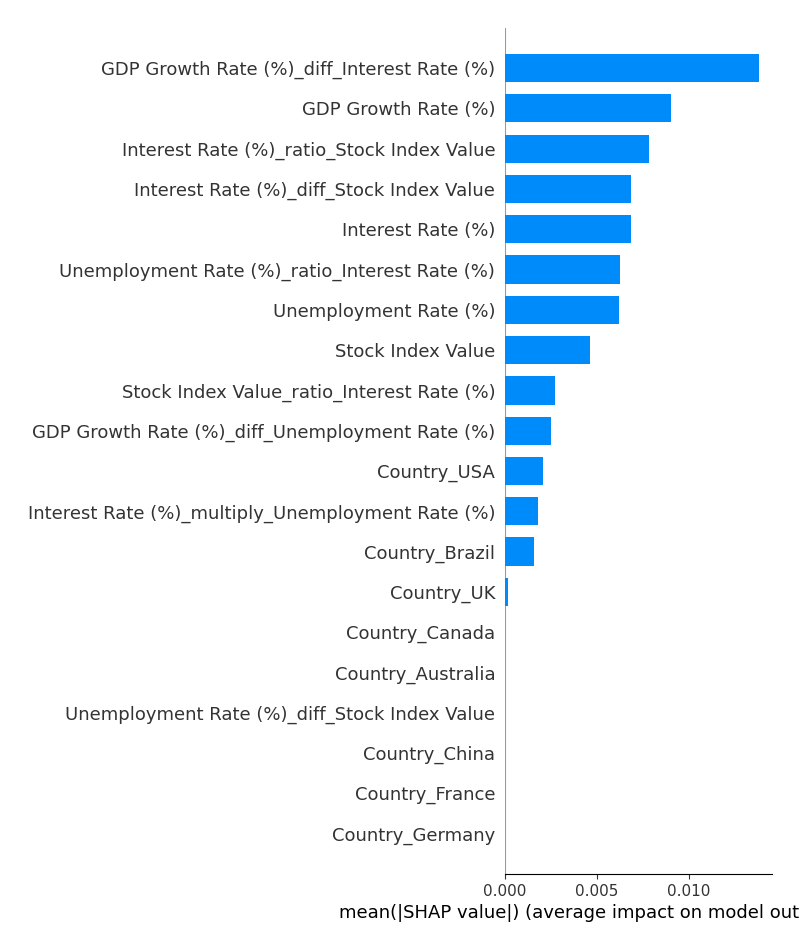 GDP Growth Rate (%)_diff_Interest Rate (%)
GDP Growth Rate (%)
Interest Rate (%)_ratio_Stock Index Value
Interest Rate (%)_diff_Stock Index Value
Interest Rate (%)
Unemployment Rate (%)_ratio_Interest Rate (%)
Unemployment Rate (%)
Stock Index Value
Stock Index Value_ratio_Interest Rate (%)
GDP Growth Rate (%)_diff_Unemployment Rate (%)
Country_USA
Interest Rate (%)_multiply_Unemployment Rate (%)
Country_Brazil
Country_UK
Country_Canada
Country_Australia
Unemployment Rate (%)_diff_Stock Index Value
Country_China
Country_France
Country_Germany
0.000 0.005 0.010
mean(|SHAP value|) (average impact on model out